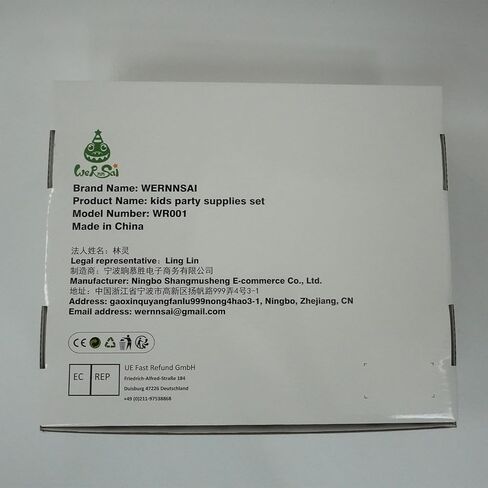 WeRnSai
Brand Name: WERNNSAI
Product Name: kids party supplies set
Model Number: WR001
Made in China
法人姓名: 林灵
Legal representative: Ling Lin
制造商: 宁波晌慕胜电子商务有限公司
Manufacturer: Ningbo Shangmusheng E-commerce Co., Ltd.
地址: 中国浙江省宁波市高新区扬帆路999弄4号3-1
Address: gaoxinquyangfanlu999nong4hao3-1, Ningbo, Zhejiang, CN
Email address: wernnsai@gmail.com
CE
EC REP
UE Fast Refund GmbH
Friedrich-Alfred-Straße 184
Duisburg 47226 Deutschland
+49 (0)211-97538868